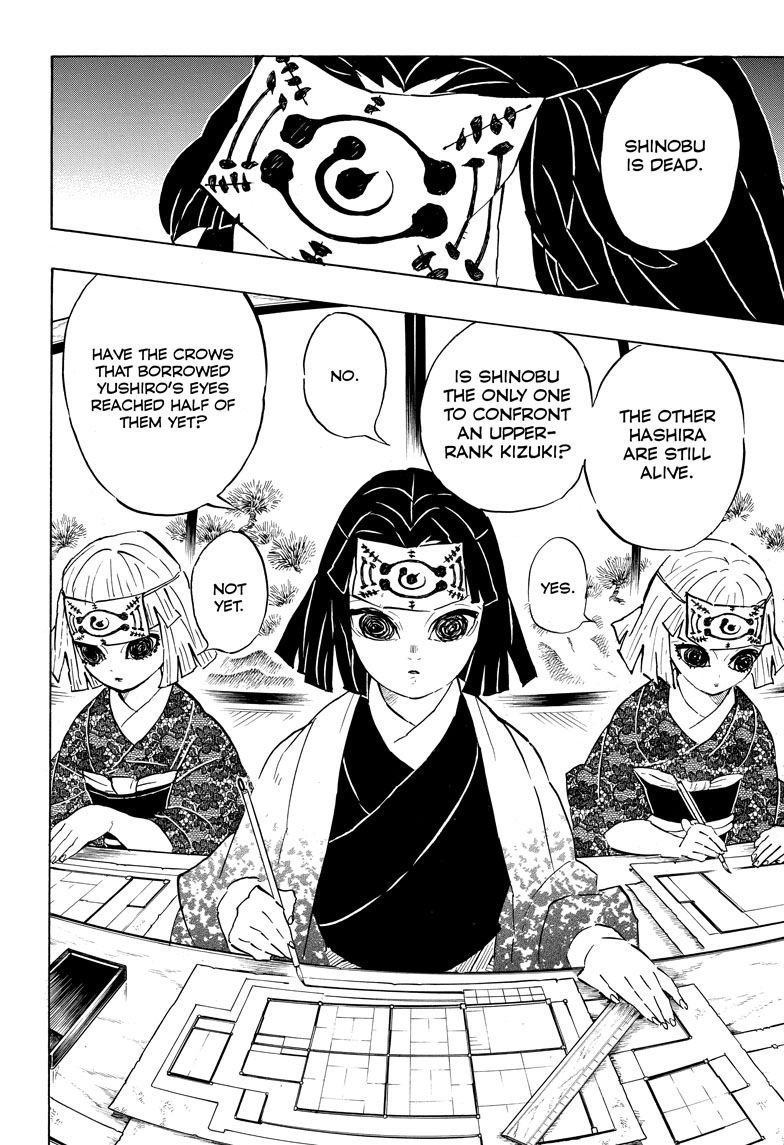 SHINOBU
IS DEAD.
THE OTHER
HASHIRA
ARE STILL
ALIVE.
IS SHINOBU
THE ONLY ONE
TO CONFRONT
AN UPPER-
RANK KIZUKI?
YES.
NO.
HAVE THE CROWS
THAT BORROWED
YUSHIRO'S EYES
REACHED HALF OF
THEM YET?
NOT
YET.